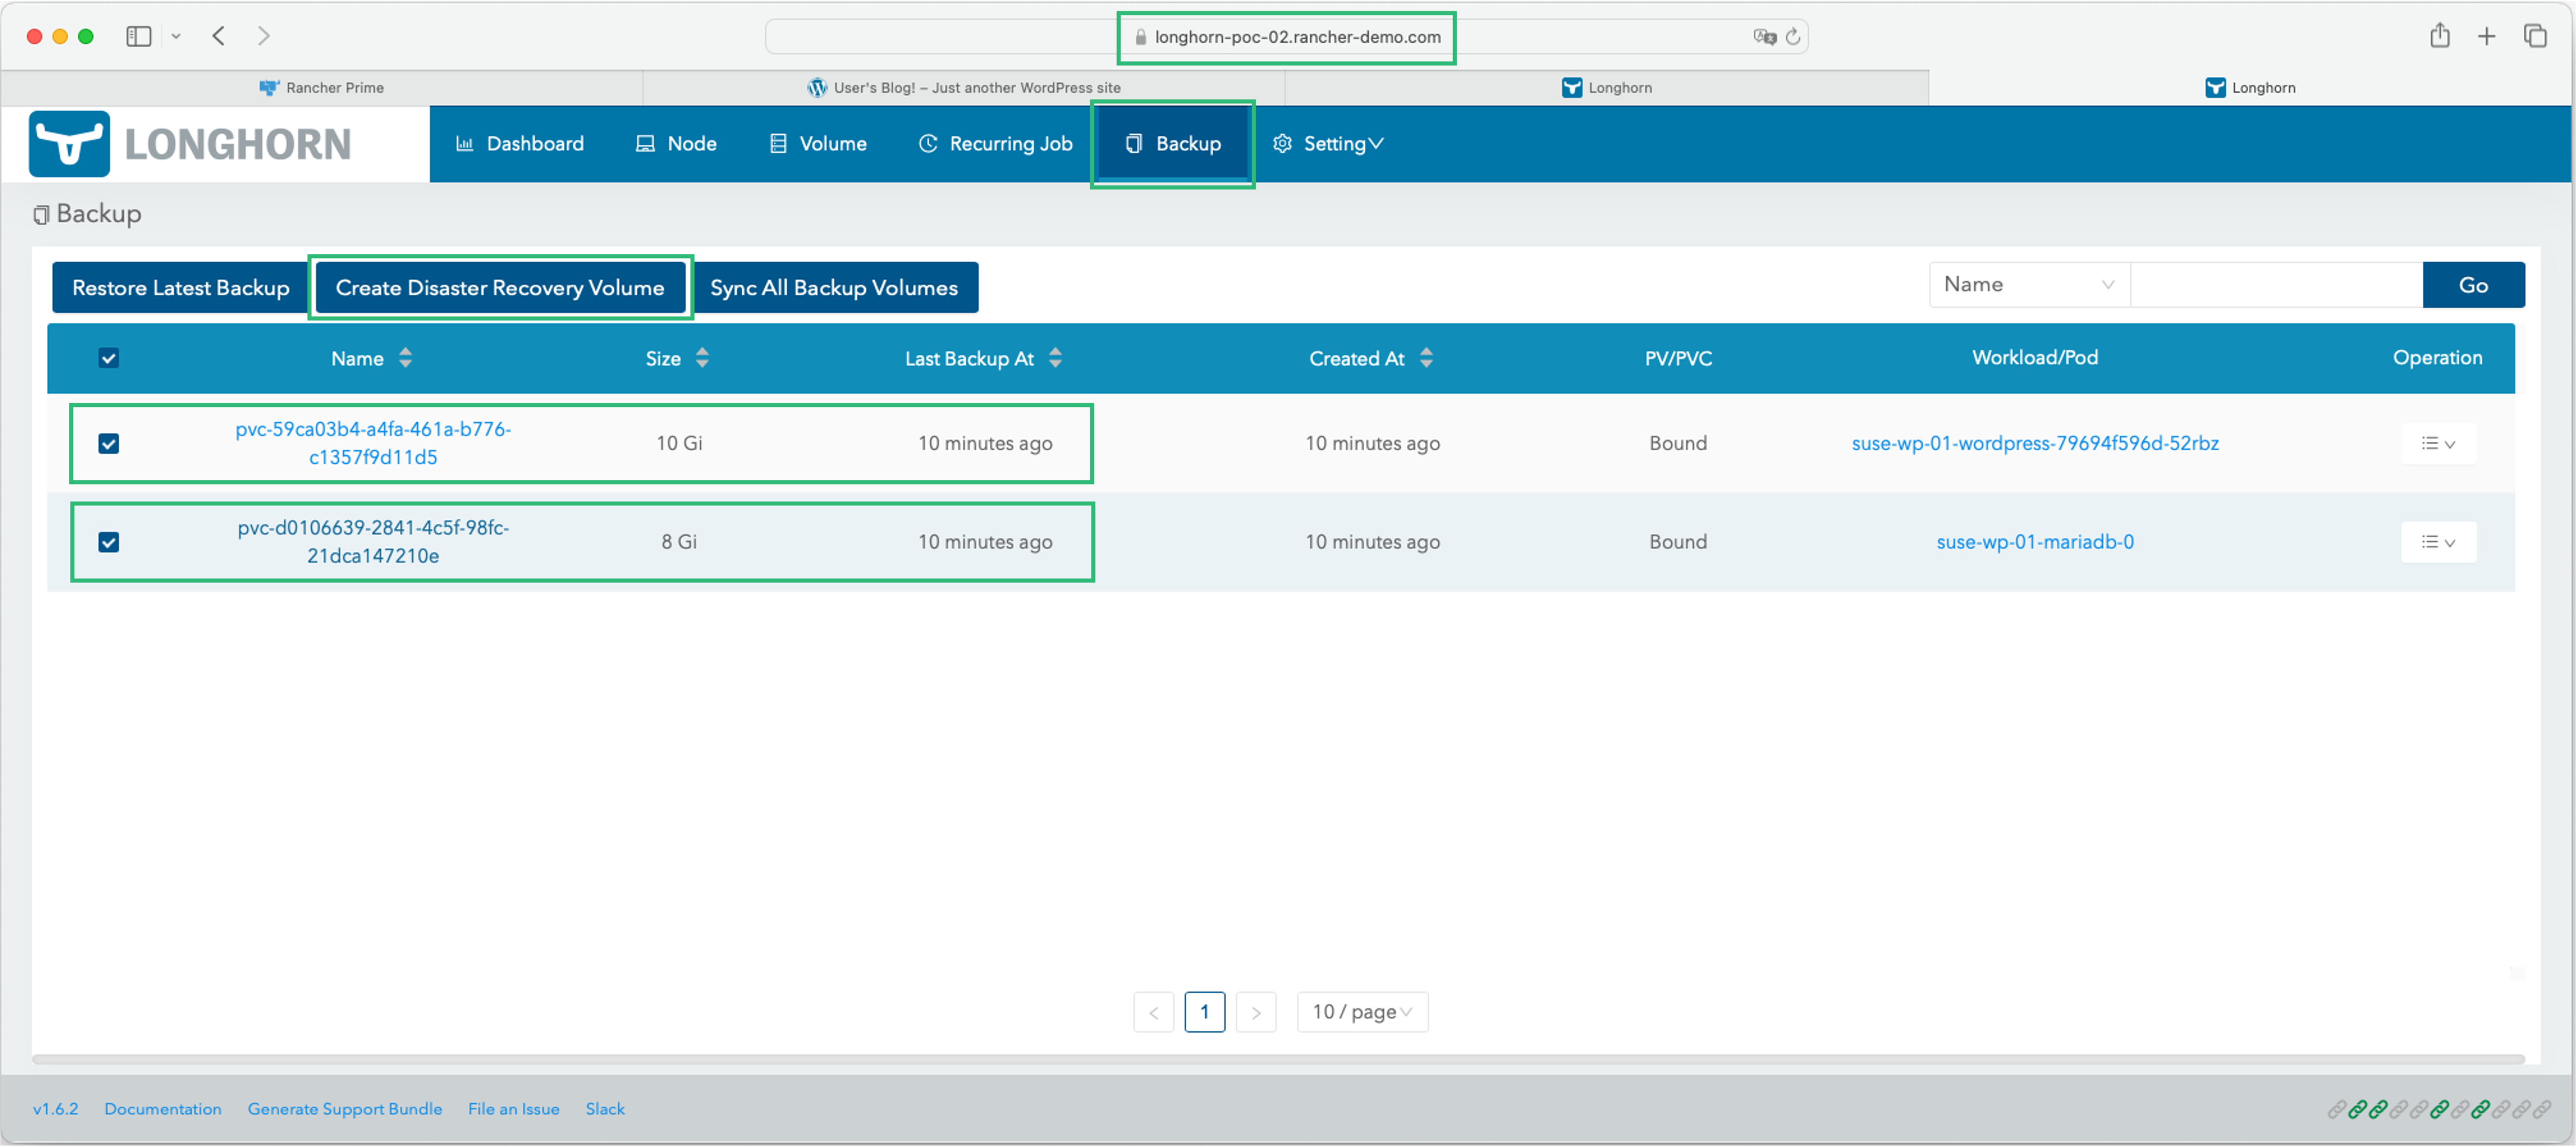 longhorn-poc-02.rancher-demo.com
Rancher Prime
User's Blog! – Just another WordPress site
Longhorn
Longhorn
LONGHORN
Dashboard
Node
Volume
Recurring Job
Backup
Setting
Backup
Restore Latest Backup
Create Disaster Recovery Volume
Sync All Backup Volumes
Name
Go
Name
Size
Last Backup At
Created At
PV/PVC
Workload/Pod
Operation
pvc-59ca03b4-a4fa-461a-b776-
c1357f9d11d5
10 Gi
10 minutes ago
10 minutes ago
Bound
suse-wp-01-wordpress-79694f596d-52rbz
pvc-d0106639-2841-4c5f-98fc-
21dca147210e
8 Gi
10 minutes ago
10 minutes ago
Bound
suse-wp-01-mariadb-0
1
10 / page
v1.6.2
Documentation
Generate Support Bundle
File an Issue
Slack